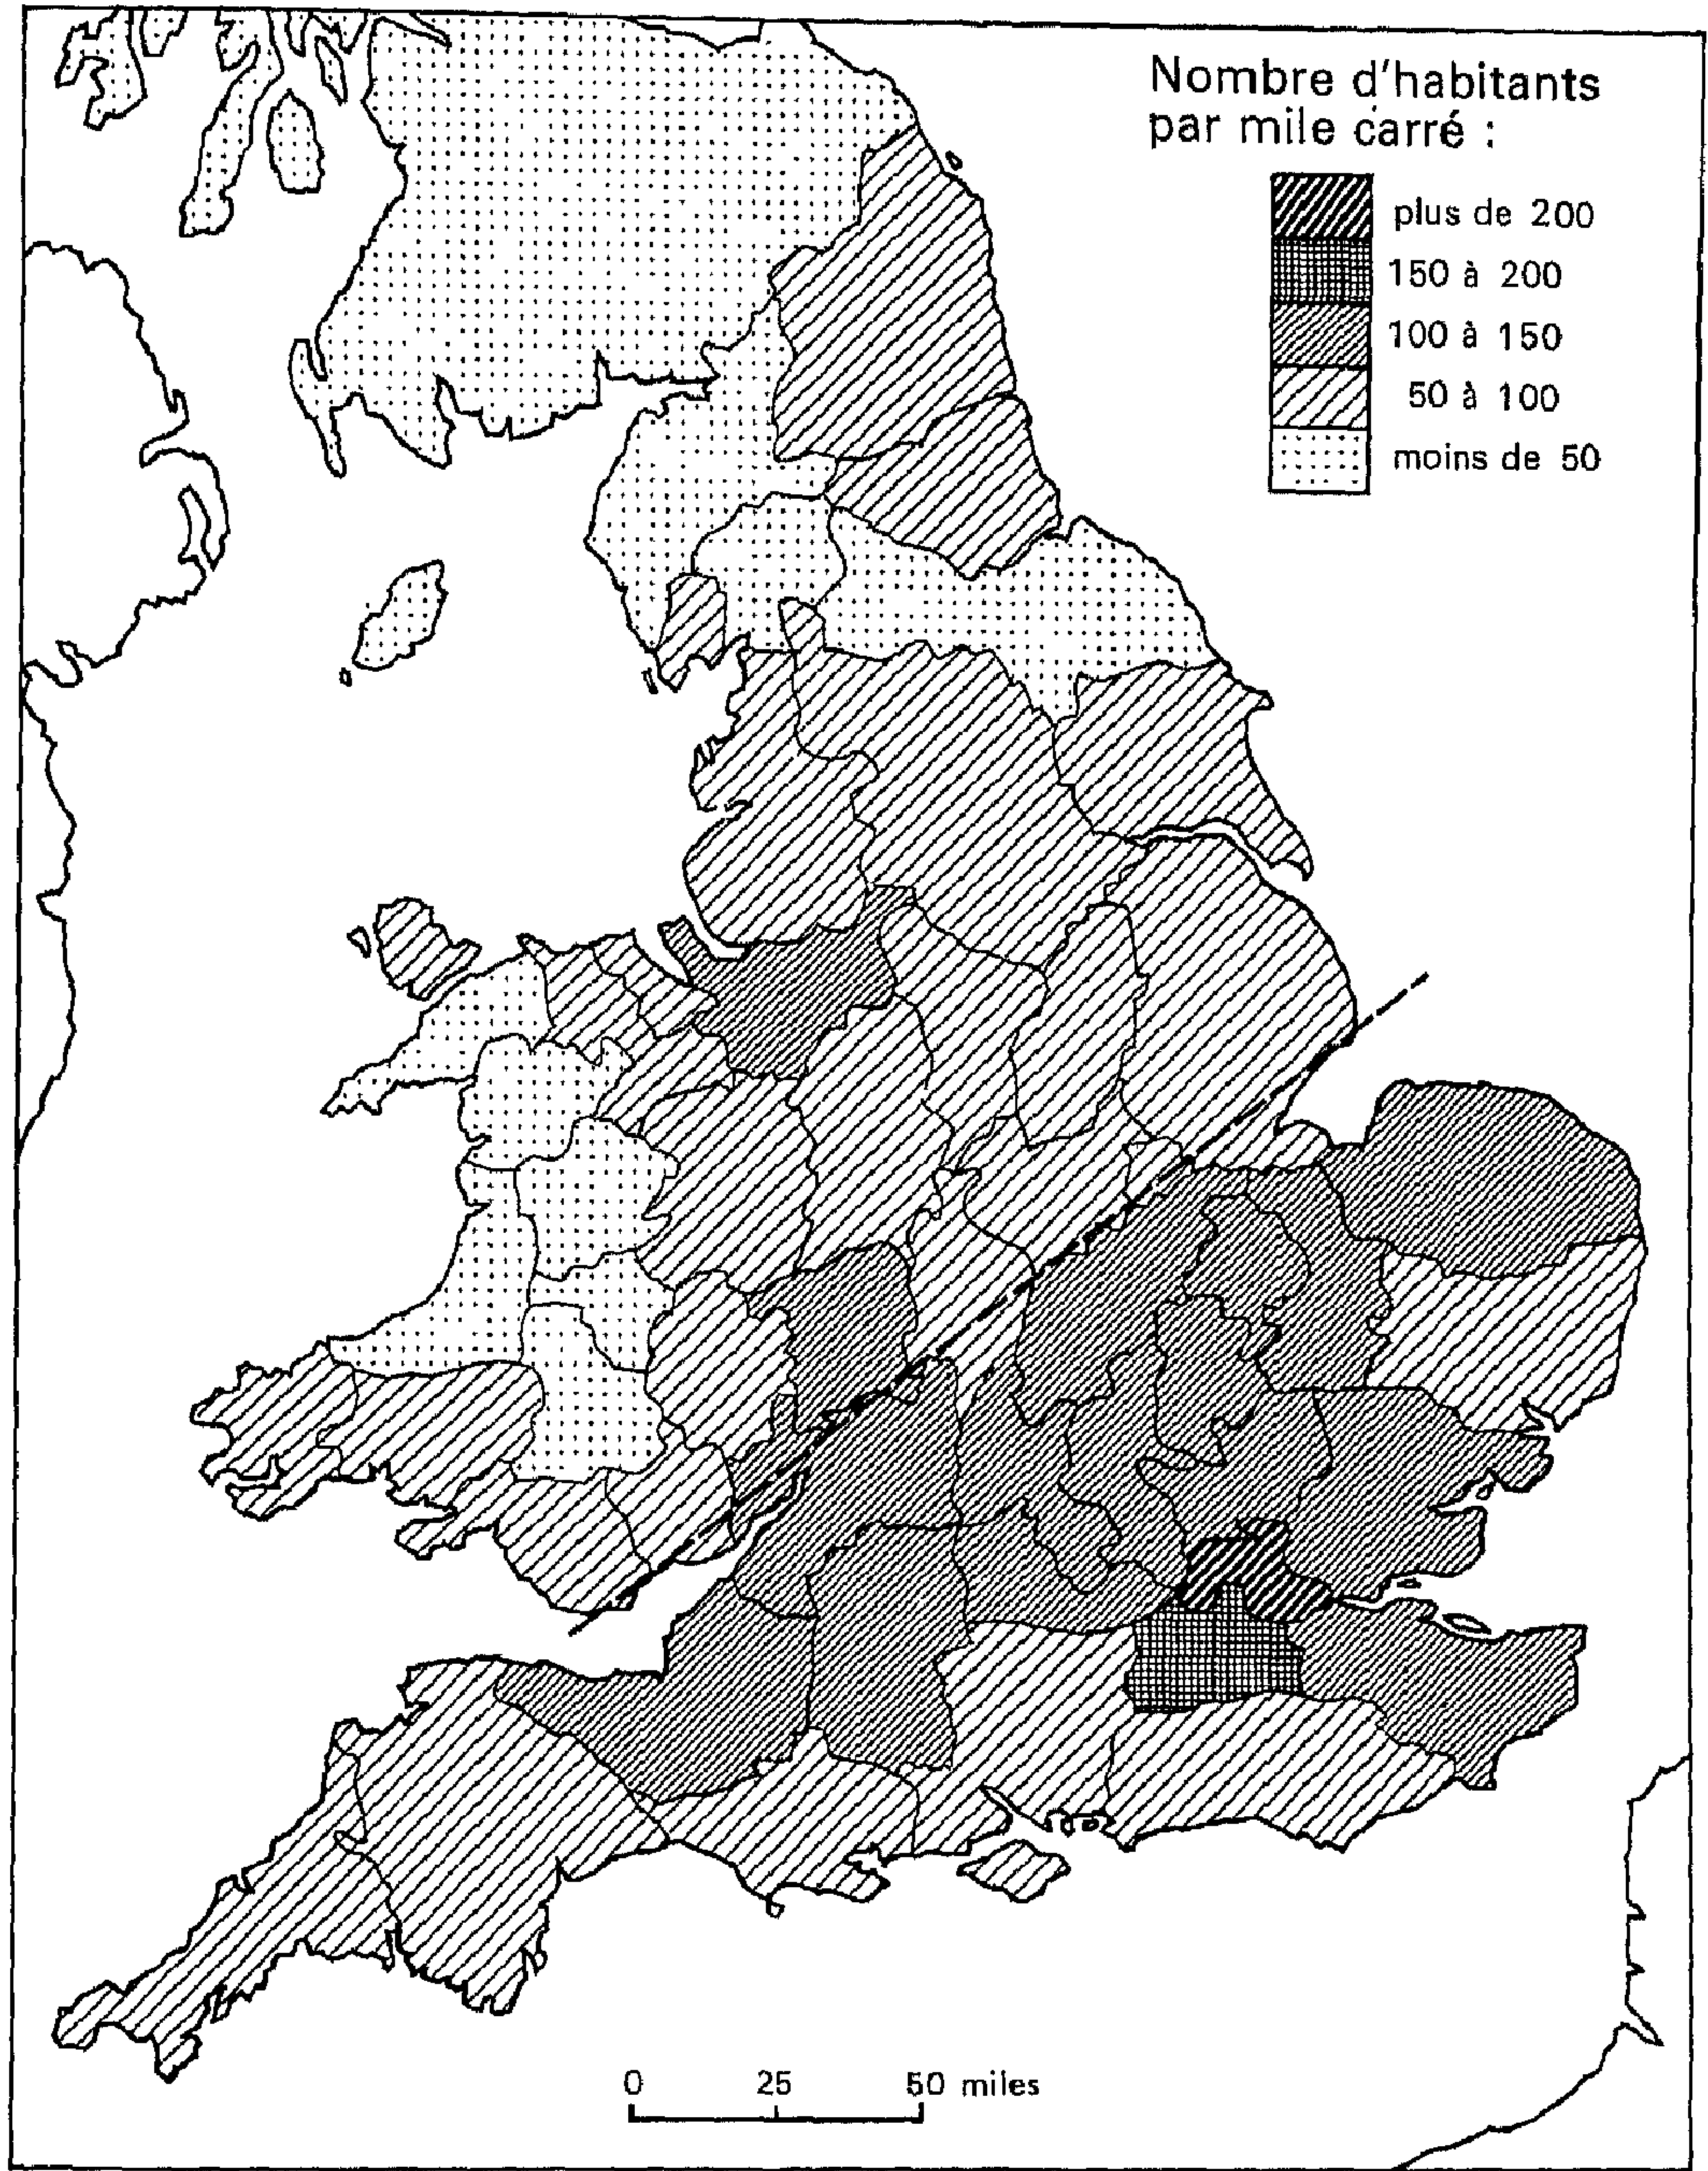 Nombre d'habitants
par mile carré :
plus de 200
150 à 200
100 à 150
50 à 100
moins de 50
0 25 50 miles